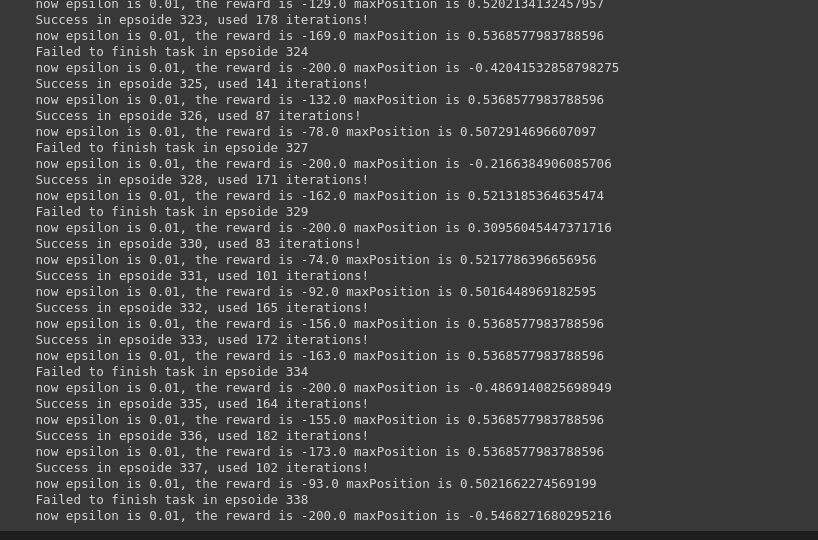 now epsilon is 0.01, the reward is -129.0 maxPosition is 0.5202134132457957
Success in epsoide 323, used 178 iterations!
now epsilon is 0.01, the reward is -169.0 maxPosition is 0.5368577983788596
Failed to finish task in epsoide 324
now epsilon is 0.01, the reward is -200.0 maxPosition is -0.42041532858798275
Success in epsoide 325, used 141 iterations!
now epsilon is 0.01, the reward is -132.0 maxPosition is 0.5368577983788596
Success in epsoide 326, used 87 iterations!
now epsilon is 0.01, the reward is -78.0 maxPosition is 0.5072914696607097
Failed to finish task in epsoide 327
now epsilon is 0.01, the reward is -200.0 maxPosition is -0.2166384906085706
Success in epsoide 328, used 171 iterations!
now epsilon is 0.01, the reward is -162.0 maxPosition is 0.5213185364635474
Failed to finish task in epsoide 329
now epsilon is 0.01, the reward is -200.0 maxPosition is 0.30956045447371716
Success in epsoide 330, used 83 iterations!
now epsilon is 0.01, the reward is -74.0 maxPosition is 0.5217786396656956
Success in epsoide 331, used 101 iterations!
now epsilon is 0.01, the reward is -92.0 maxPosition is 0.5016448969182595
Success in epsoide 332, used 165 iterations!
now epsilon is 0.01, the reward is -156.0 maxPosition is 0.5368577983788596
Success in epsoide 333, used 172 iterations!
now epsilon is 0.01, the reward is -163.0 maxPosition is 0.5368577983788596
Failed to finish task in epsoide 334
now epsilon is 0.01, the reward is -200.0 maxPosition is -0.4869140825698949
Success in epsoide 335, used 164 iterations!
now epsilon is 0.01, the reward is -155.0 maxPosition is 0.5368577983788596
Success in epsoide 336, used 182 iterations!
now epsilon is 0.01, the reward is -173.0 maxPosition is 0.5368577983788596
Success in epsoide 337, used 102 iterations!
now epsilon is 0.01, the reward is -93.0 maxPosition is 0.5021662274569199
Failed to finish task in epsoide 338
now epsilon is 0.01, the reward is -200.0 maxPosition is -0.5468271680295216